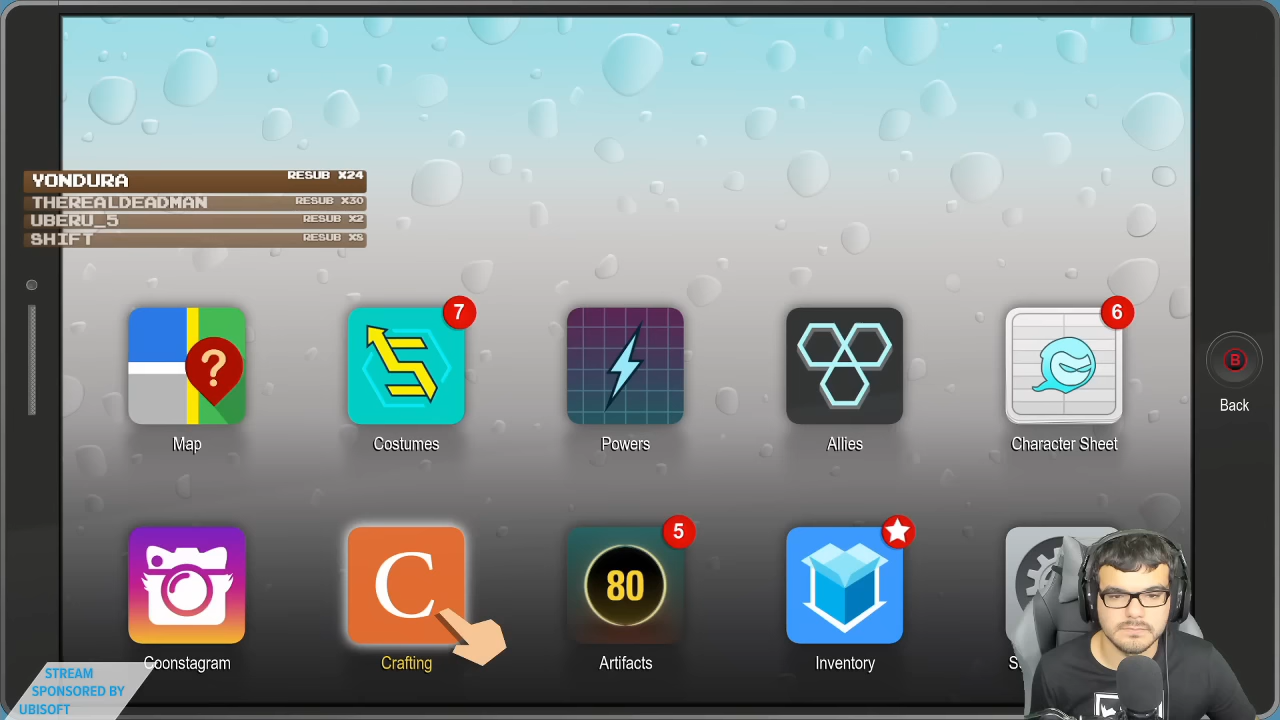 YONDURA RESUB X24
THEREALDEADMAN RESUB X30
UBERU_5 RESUB X2
SHIFT RESUB X8
7
6
?
Map
Costumes
Powers
Allies
Character Sheet
B
Back
5
C
80
Coonstagram
Crafting
Artifacts
Inventory
STREAM
SPONSORED BY
UBISOFT